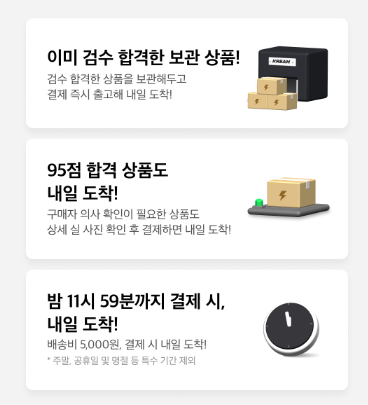 이미 검수 합격한 보관 상품!
검수 합격한 상품을 보관해두고
결제 즉시 출고해 내일 도착!
KREAM
95점 합격 상품도
내일 도착!
구매자 의사 확인이 필요한 상품도
상세 실 사진 확인 후 결제하면 내일 도착!
밤 11시 59분까지 결제 시,
내일 도착!
배송비 5,000원, 결제 시 내일 도착!
* 주말, 공휴일 및 명절 등 특수 기간 제외